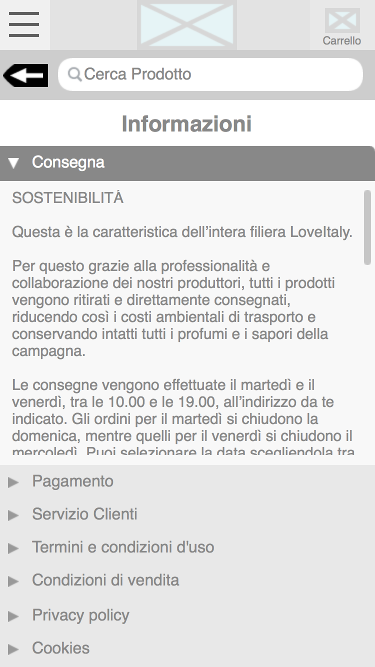 Carrello
Cerca Prodotto
Informazioni
Consegna
SOSTENIBILITÀ
Questa è la caratteristica dell'intera filiera LoveItaly.
Per questo grazie alla professionalità e
collaborazione dei nostri produttori, tutti i prodotti
vengono ritirati e direttamente consegnati,
riducendo così i costi ambientali di trasporto e
conservando intatti tutti i profumi e i sapori della
campagna.
Le consegne vengono effettuate il martedì e il
venerdì, tra le 10.00 e le 19.00, all'indirizzo da te
indicato. Gli ordini per il martedì si chiudono la
domenica, mentre quelli per il venerdì si chiudono il
mercoledì. Puoi selezionare la data scegliendola tra
Pagamento
Servizio Clienti
Termini e condizioni d'uso
Condizioni di vendita
Privacy policy
Cookies